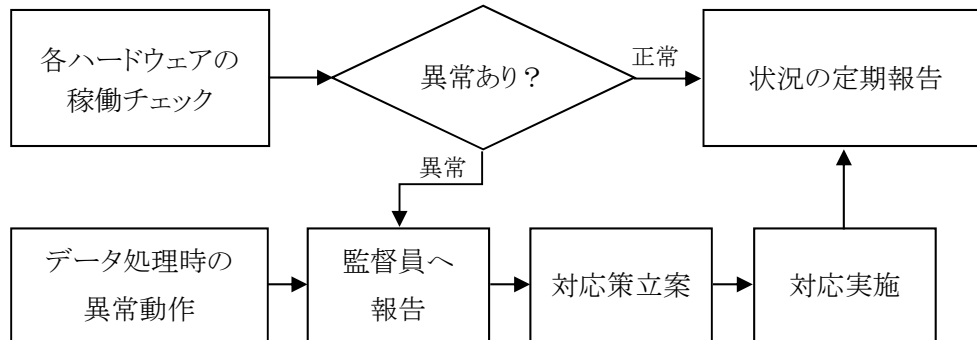 各ハードウェアの
稼働チェック
異常あり？
正常
状況の定期報告
異常
データ処理時の
異常動作
監督員へ
報告
対応策立案
対応実施